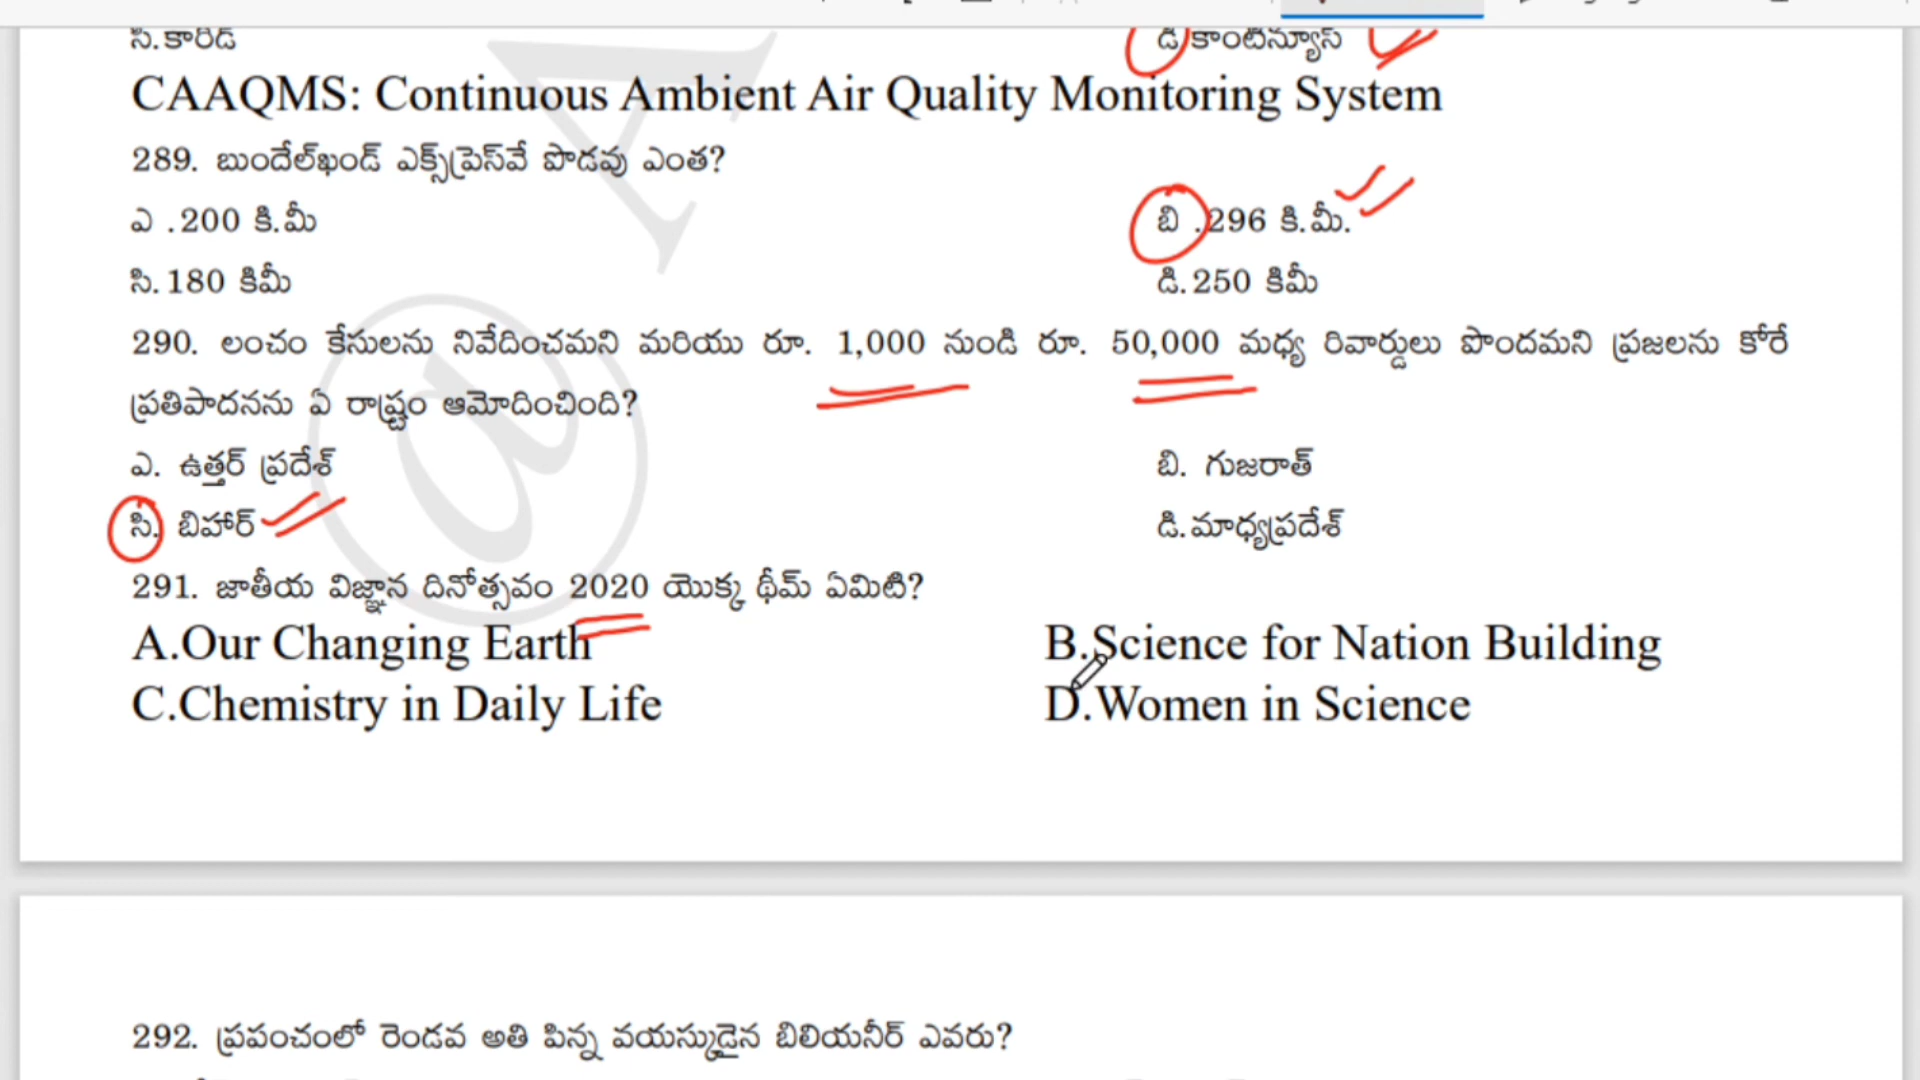 సి.కారిడ్
డి కాంటిన్యూస్
CAAQMS: Continuous Ambient Air Quality Monitoring System
289. బుందేల్‌ఖండ్ ఎక్స్‌ప్రెస్‌వే పొడవు ఎంత?
ఎ .200 కి.మీ
బి .296 కి.మీ.
సి.180 కిమీ
డి.250 కిమీ
290. లంచం కేసులను నివేదించమని మరియు రూ. 1,000 నుండి రూ. 50,000 మధ్య రివార్డులు పొందమని ప్రజలను కోరే
ప్రతిపాదనను ఏ రాష్ట్రం ఆమోదించింది?
ఎ. ఉత్తర్ ప్రదేశ్
బి. గుజరాత్
సి. బిహార్
డి.మాధ్యప్రదేశ్
291. జాతీయ విజ్ఞాన దినోత్సవం 2020 యొక్క థీమ్ ఏమిటి?
A.Our Changing Earth
B.Science for Nation Building
C.Chemistry in Daily Life
D.Women in Science
292. ప్రపంచంలో రెండవ అతి పిన్న వయస్కుడైన బిలియనీర్ ఎవరు?